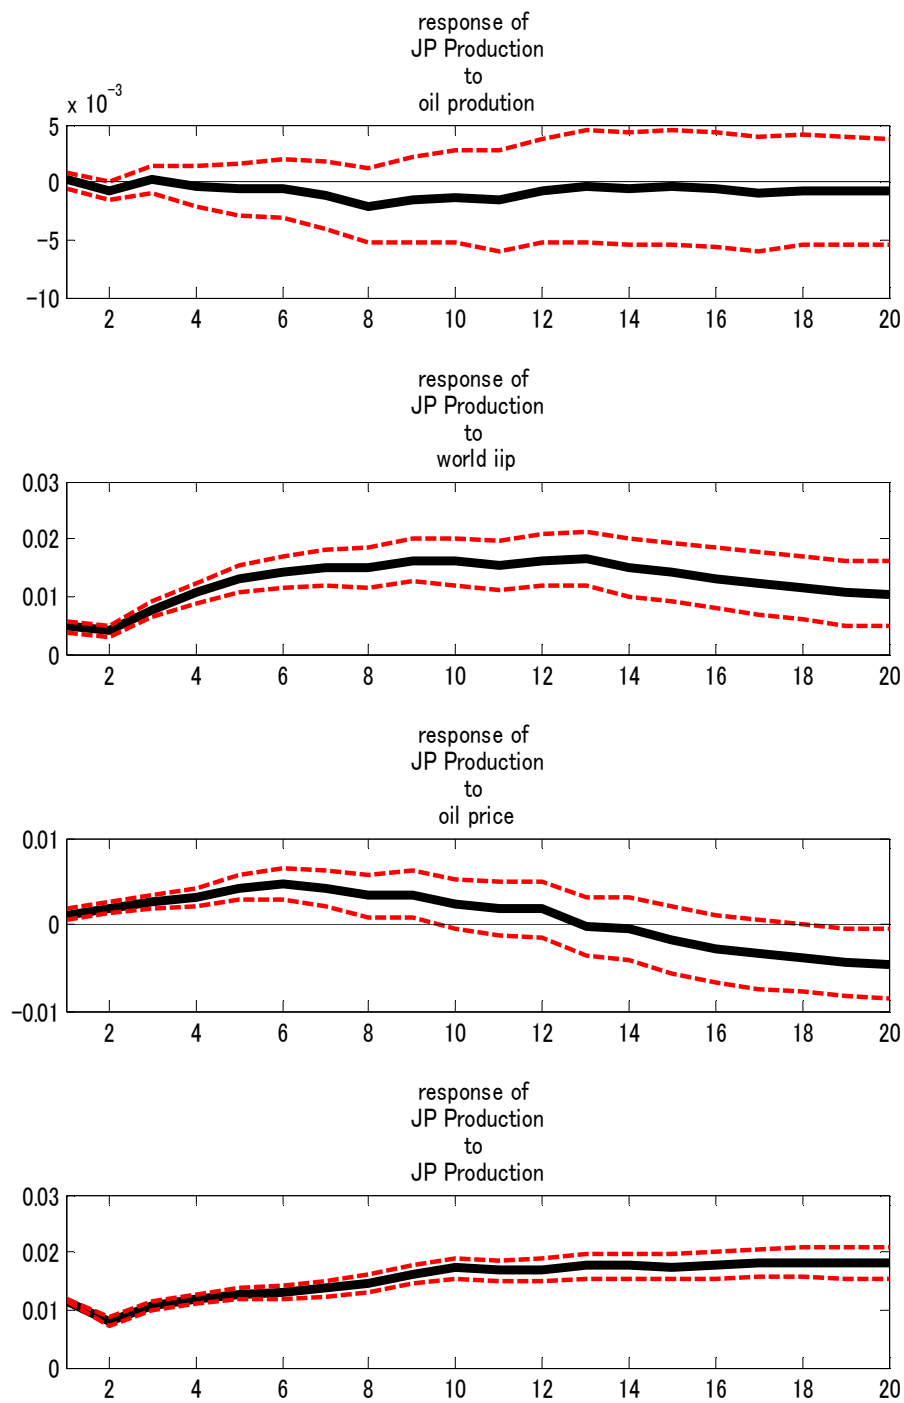 response of
JP Production
to
oil prodution
x 10^-3
5
0
-5
-10
2 4 6 8 10 12 14 16 18 20
response of
JP Production
to
world iip
0.03
0.02
0.01
0
2 4 6 8 10 12 14 16 18 20
response of
JP Production
to
oil price
0.01
0
-0.01
2 4 6 8 10 12 14 16 18 20
response of
JP Production
to
JP Production
0.03
0.02
0.01
0
2 4 6 8 10 12 14 16 18 20